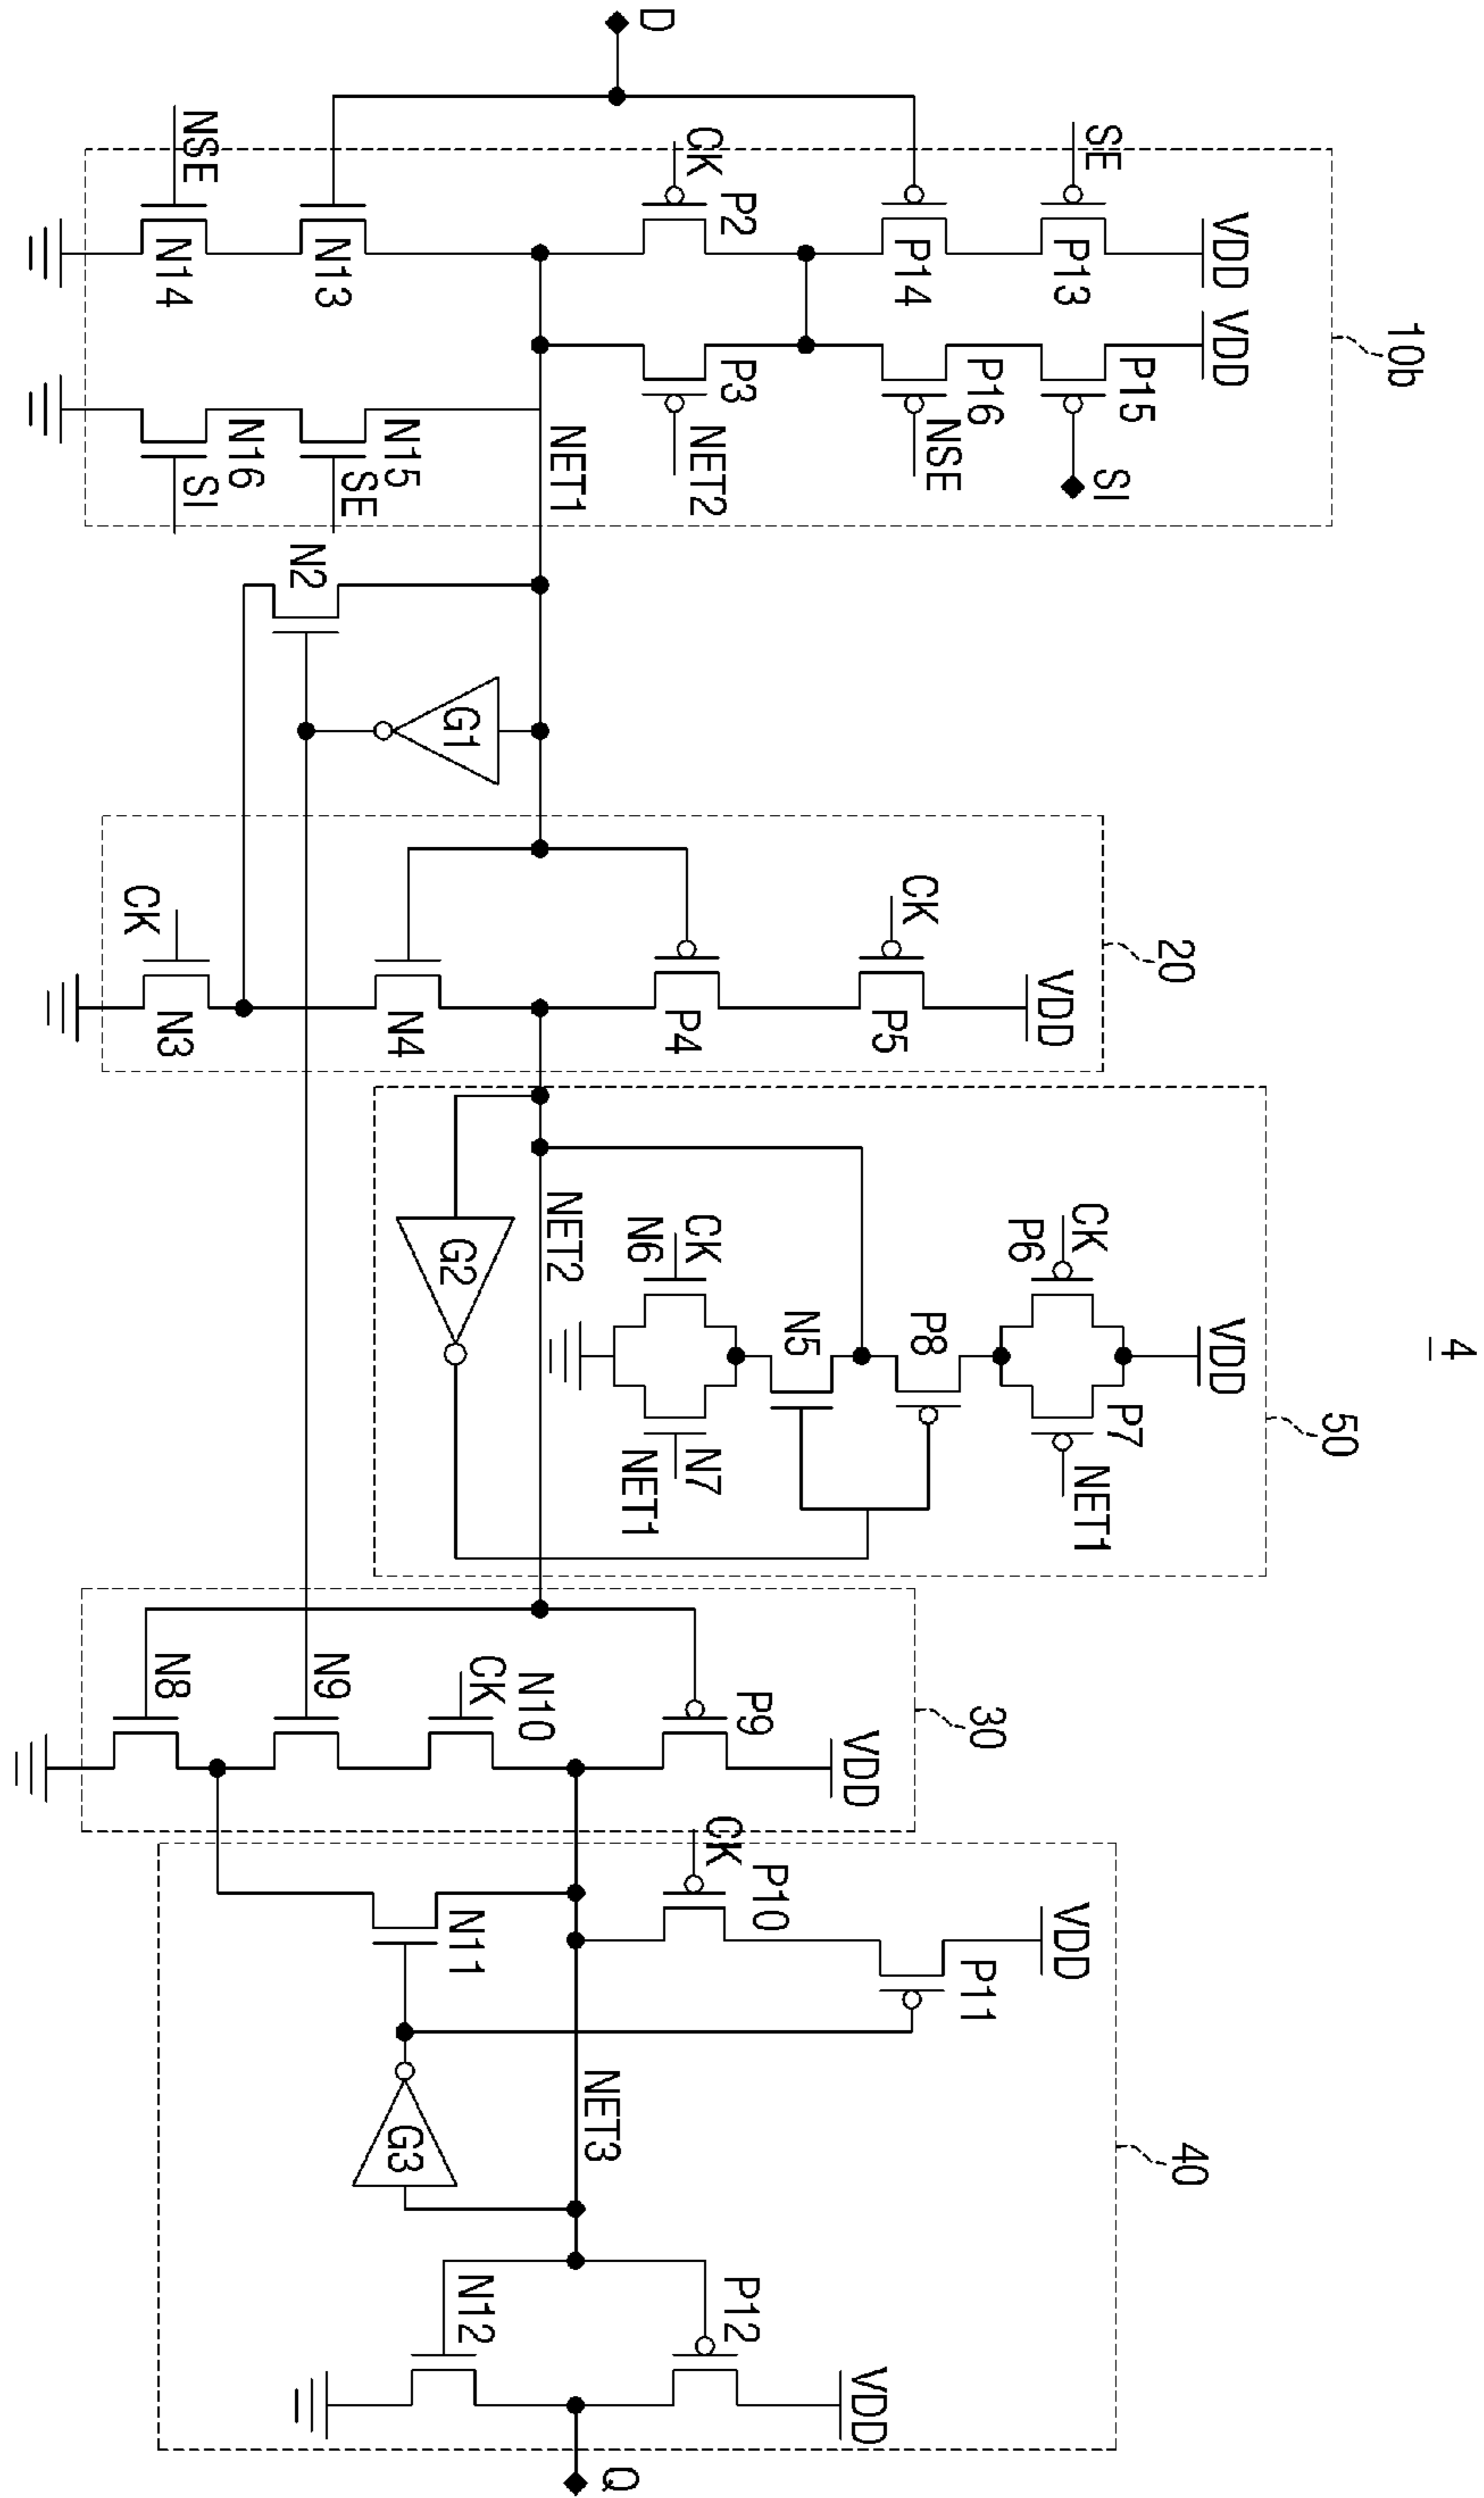 4
10b
VDD
VDD
SE
P13
P15
SI
D
P14
P16
NSE
CK
P2
P3
NET2
NET1
N13
N15
SE
NSE
N14
N16
SI
N2
G1
20
VDD
CK
P5
P4
N4
CK
N3
50
VDD
CK
P6
P7
NET1
P8
N5
CK
N6
N7
NET1
NET2
G2
30
VDD
P9
N10
CK
N9
N8
40
VDD
CK
P10
P11
N11
NET3
G3
VDD
P12
N12
Q